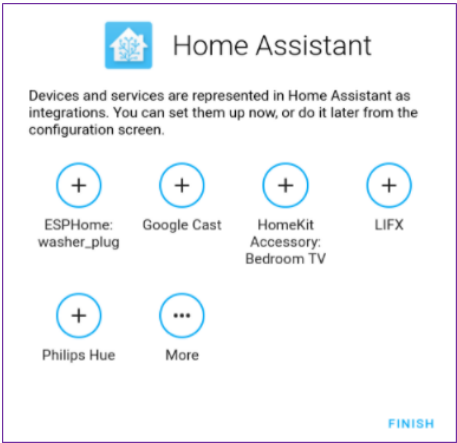 Home Assistant
Devices and services are represented in Home Assistant as
integrations. You can set them up now, or do it later from the
configuration screen.
ESPHome:
washer_plug
Google Cast
HomeKit
Accessory:
Bedroom TV
LIFX
Philips Hue
More
FINISH